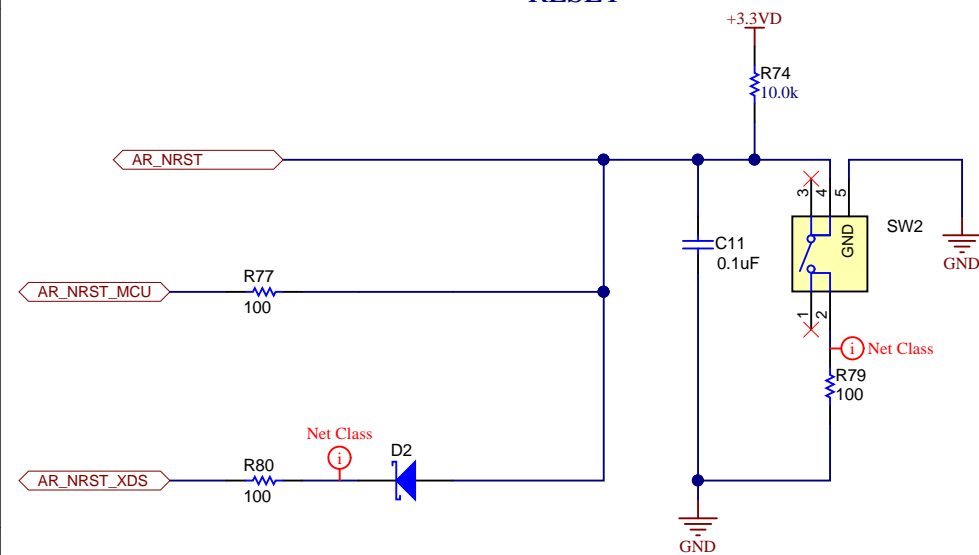 RESET
+3.3VD
R74
10.0k
AR_NRST
3
4
5
GND
SW2
GND
C11
0.1uF
R77
AR_NRST_MCU
100
1
2
i Net Class
R79
100
Net Class
i
D2
R80
AR_NRST_XDS
100
GND